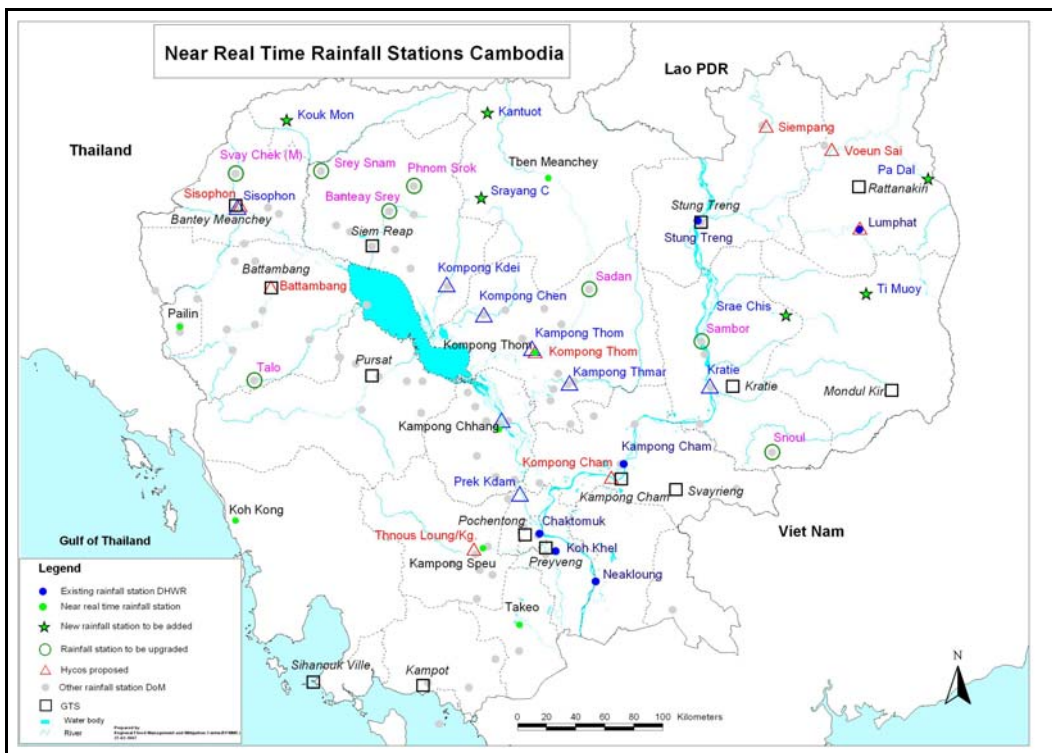 Near Real Time Rainfall Stations Cambodia
Lao PDR
Thailand
Kouk Mon
Kantuot
Siempang
Voeun Sai
Svay Chek (M)
Srey Snam
Phnom Srok
Tben Meanchey
Pa Dal
Rattanakiri
Sisophon
Sisophon
Banteay Srey
Srayang C
Bantey Meanchey
Siem Reap
Stung Treng
Stung Treng
Lumphat
Battambang
Battambang
Kompong Kdei
Sadan
Ti Muoy
Kompong Chen
Srae Chis
Pailin
Kampong Thom
Kompong Thom
Kompong Thom
Sambor
Pursat
Talo
Kampong Thmar
Kratie
Kratie
Mondul Kiri
Kampong Chhang
Snoul
Kampong Cham
Kompong Cham
Kampong Cham
Svayrieng
Prek Kdam
Koh Kong
Pochentong
Chaktomuk
Viet Nam
Gulf of Thailand
Thnous Loung/Kg.
Kampong Speu
Preyveng
Koh Khel
Neakloung
Takeo
Sihanouk Ville
Kampot
Legend
Existing rainfall station DHWR
Near real time rainfall station
New rainfall station to be added
Rainfall station to be upgraded
Hycos proposed
Other rainfall station DoM
GTS
Water body
River
Prepared by
N
0 20 40 60 80 100 Kilometers